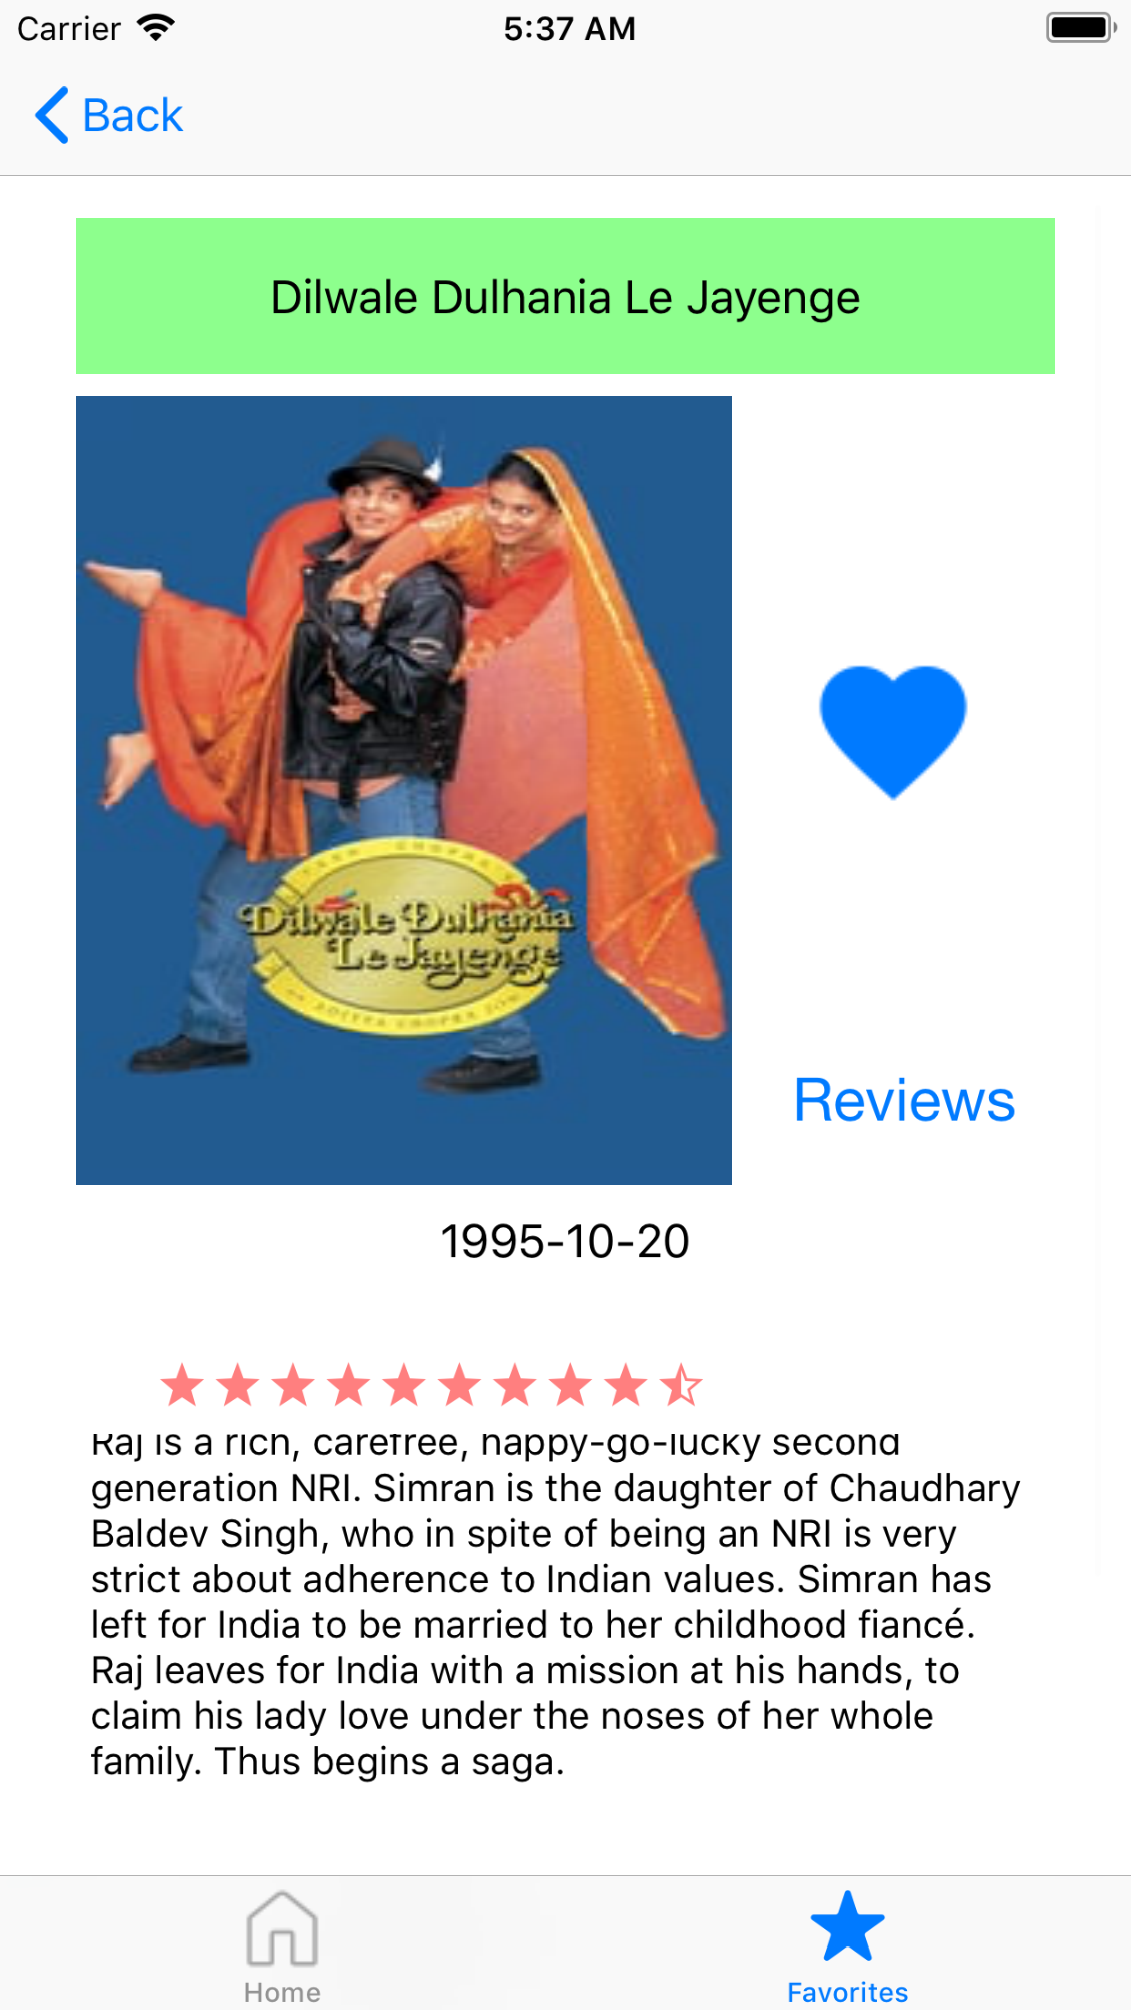 Carrier
5:37 AM
Back
Dilwale Dulhania Le Jayenge
Dilwale Dulhania
Le Jayenge
Reviews
1995-10-20
Raj is a rich, carefree, happy-go-lucky second
generation NRI. Simran is the daughter of Chaudhary
Baldev Singh, who in spite of being an NRI is very
strict about adherence to Indian values. Simran has
left for India to be married to her childhood fiancé.
Raj leaves for India with a mission at his hands, to
claim his lady love under the noses of her whole
family. Thus begins a saga.
Home
Favorites